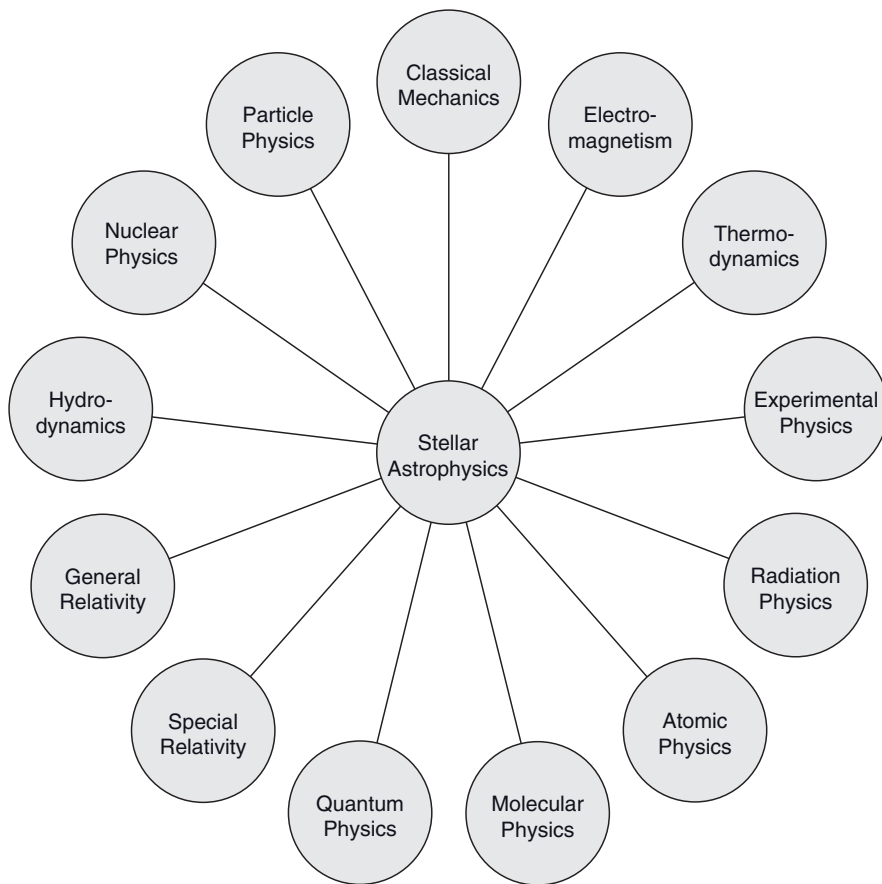 Classical
Mechanics
Electro-
magnetism
Thermo-
dynamics
Experimental
Physics
Radiation
Physics
Atomic
Physics
Molecular
Physics
Quantum
Physics
Special
Relativity
General
Relativity
Hydro-
dynamics
Nuclear
Physics
Particle
Physics
Stellar
Astrophysics